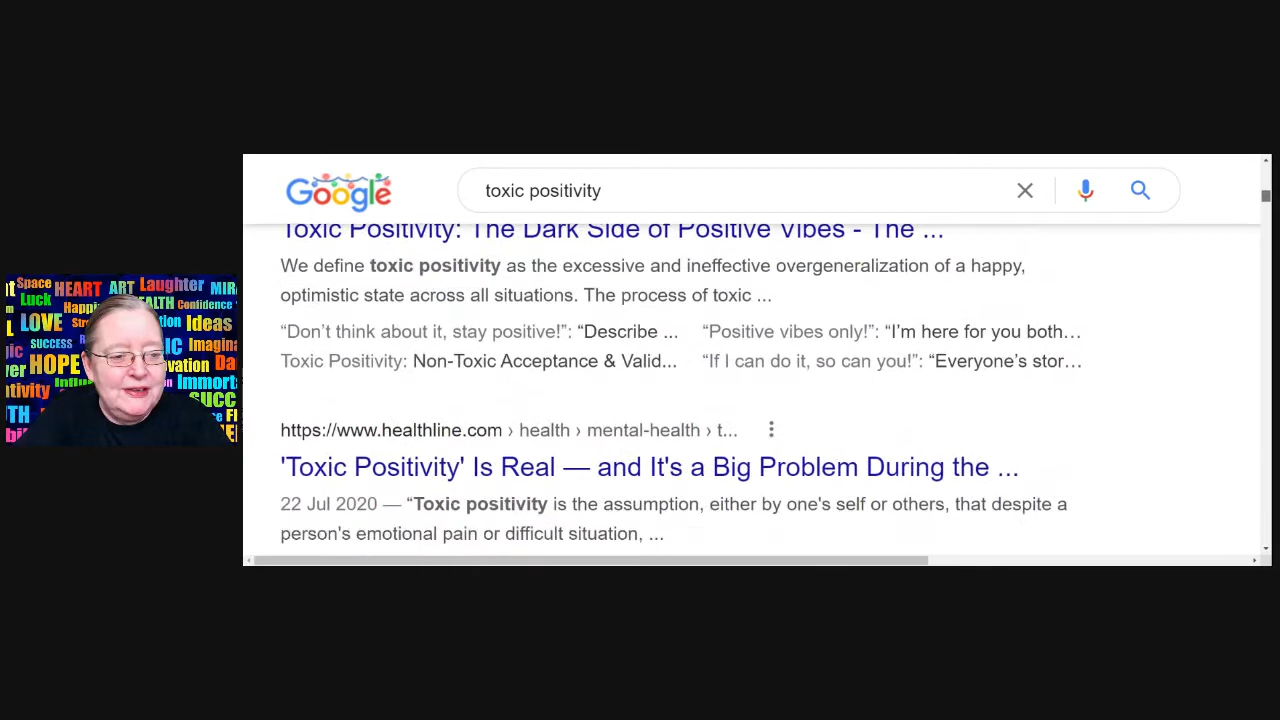 Space
HEART
ART
Laughter
Luck
Confidence
LOVE
Ideas
SUCCESS
HOPE
Google
toxic positivity
Toxic Positivity: The Dark Side of Positive Vibes - The ...
We define toxic positivity as the excessive and ineffective overgeneralization of a happy,
optimistic state across all situations. The process of toxic ...
“Don’t think about it, stay positive!”: “Describe ... “Positive vibes only!”: “I’m here for you both...
Toxic Positivity: Non-Toxic Acceptance & Valid... “If I can do it, so can you!”: “Everyone’s stor...
https://www.healthline.com › health › mental-health › t...
'Toxic Positivity' Is Real — and It's a Big Problem During the ...
22 Jul 2020 — “Toxic positivity is the assumption, either by one's self or others, that despite a
person's emotional pain or difficult situation, ...